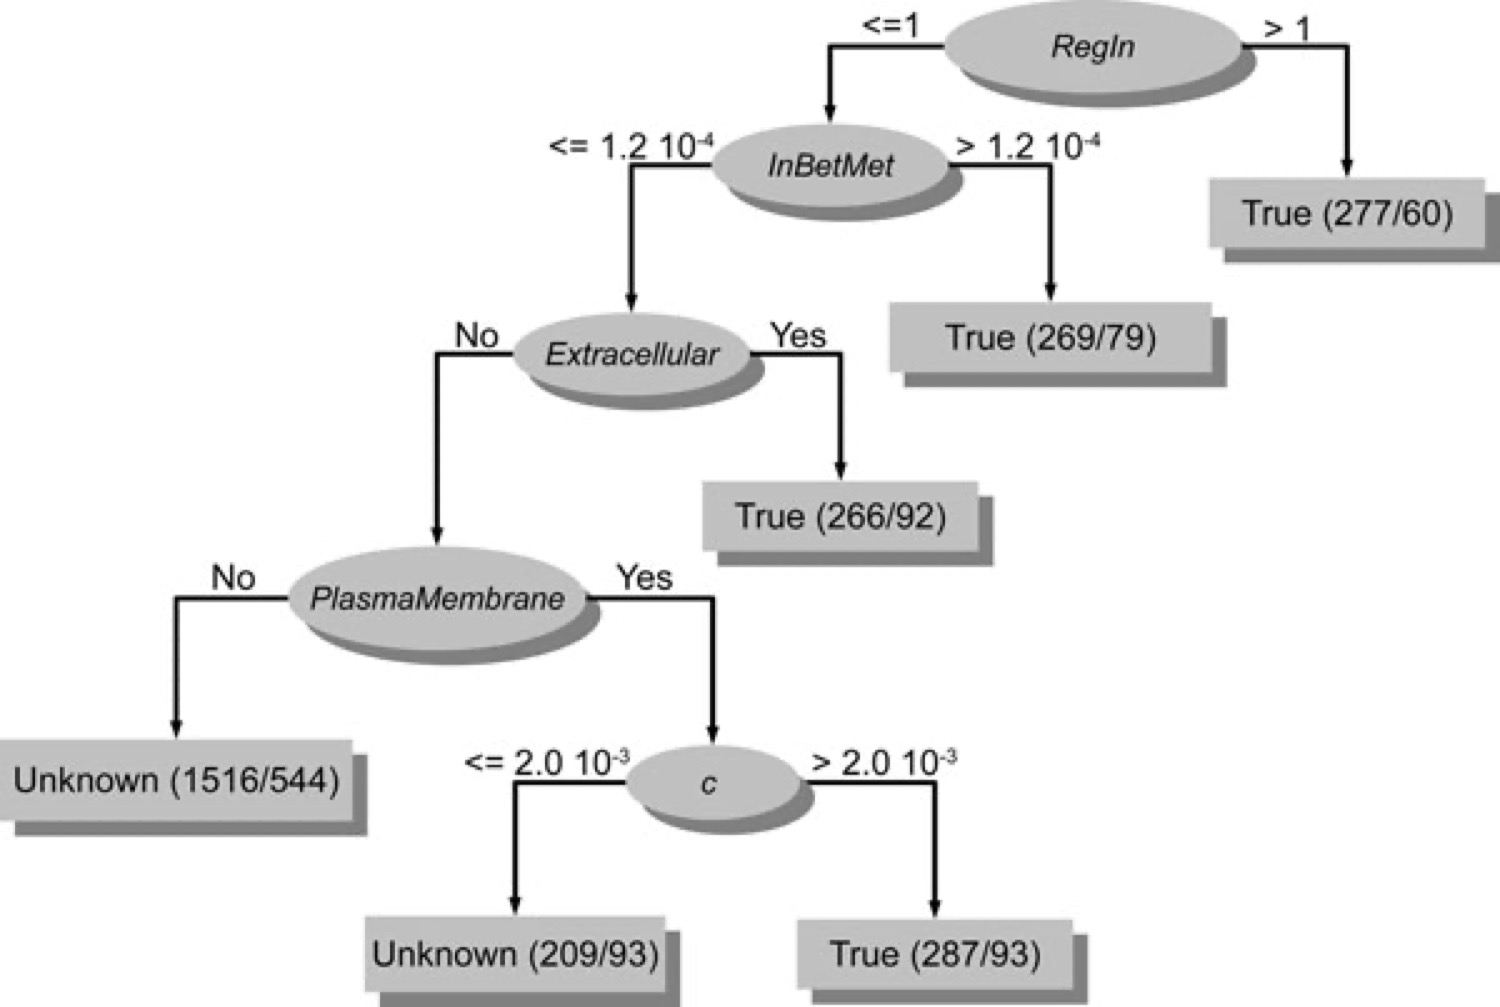 <=1
RegIn
> 1
<= 1.2 10-4
InBetMet
> 1.2 10-4
True (277/60)
No
Extracellular
Yes
True (269/79)
True (266/92)
No
PlasmaMembrane
Yes
Unknown (1516/544)
<= 2.0 10-3
c
> 2.0 10-3
Unknown (209/93)
True (287/93)